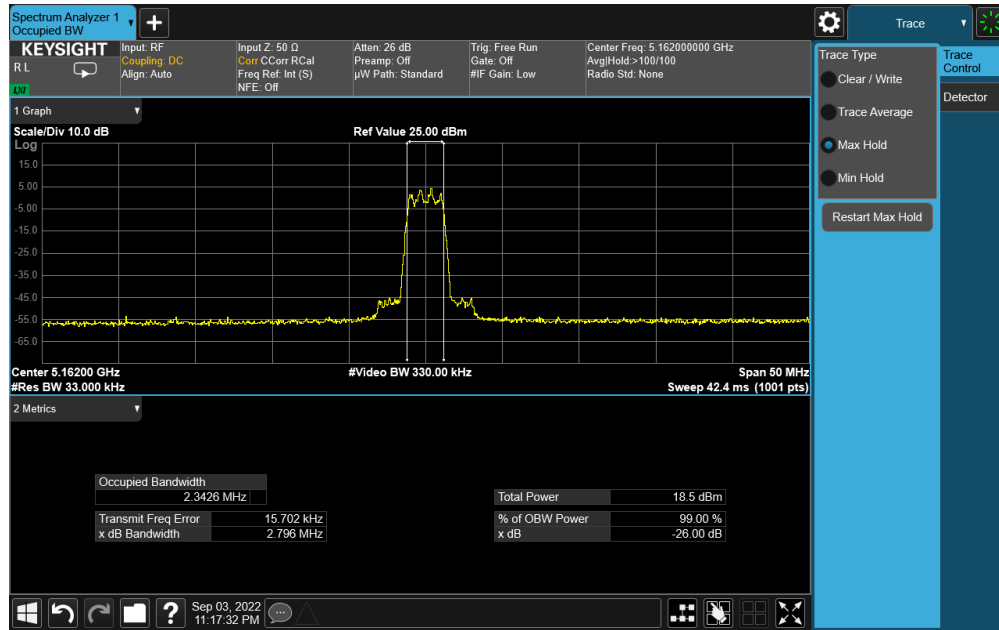 Spectrum Analyzer 1
Occupied BW
+
Trace
KEYSIGHT
R L
LXI
Input: RF
Coupling: DC
Align: Auto
Input Z: 50 Ω
Corr CCorr RCal
Freq Ref: Int (S)
NFE: Off
Atten: 26 dB
Preamp: Off
µW Path: Standard
Trig: Free Run
Gate: Off
#IF Gain: Low
Center Freq: 5.162000000 GHz
Avg|Hold:>100/100
Radio Std: None
Trace Type
Clear / Write
Trace Average
Max Hold
Min Hold
Restart Max Hold
Trace
Control
Detector
1 Graph
Scale/Div 10.0 dB
Ref Value 25.00 dBm
Log
15.0
5.00
-5.00
-15.0
-25.0
-35.0
-45.0
-55.0
-65.0
Center 5.16200 GHz
#Video BW 330.00 kHz
Span 50 MHz
#Res BW 33.000 kHz
Sweep 42.4 ms (1001 pts)
2 Metrics
Occupied Bandwidth
2.3426 MHz
Total Power 18.5 dBm
Transmit Freq Error 15.702 kHz
% of OBW Power 99.00 %
x dB Bandwidth 2.796 MHz
x dB -26.00 dB
?
Sep 03, 2022
11:17:32 PM